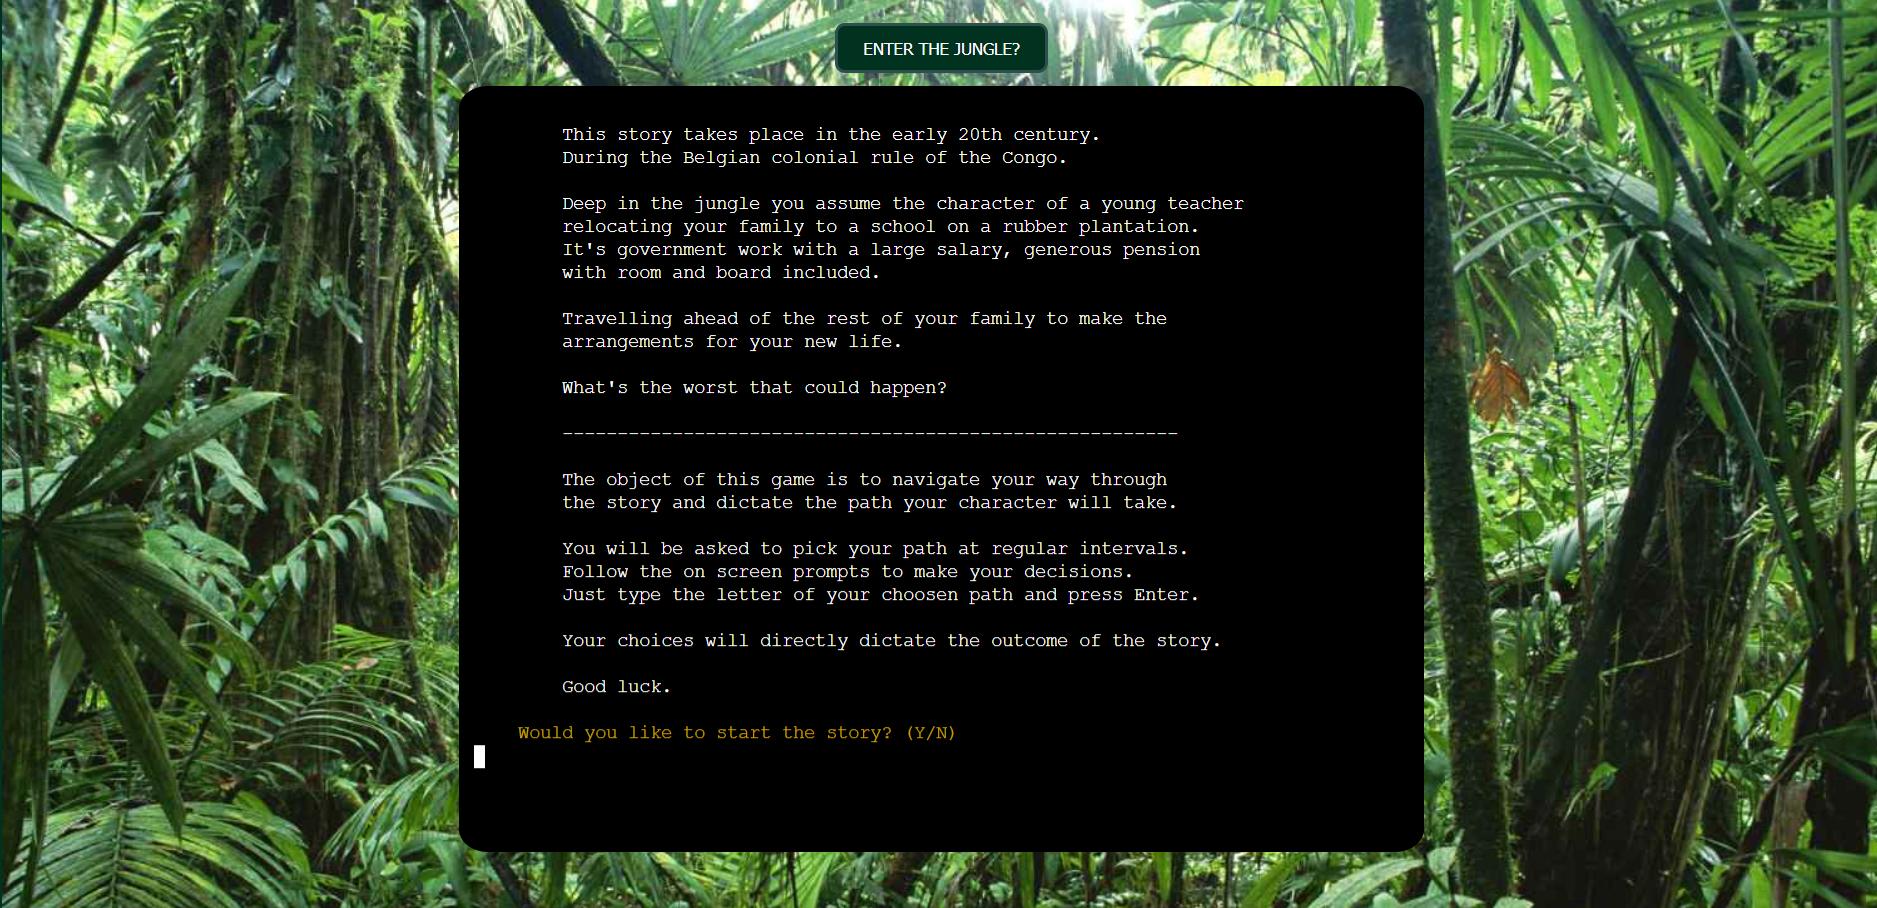 ENTER THE JUNGLE?
This story takes place in the early 20th century.
During the Belgian colonial rule of the Congo.
Deep in the jungle you assume the character of a young teacher
relocating your family to a school on a rubber plantation.
It's government work with a large salary, generous pension
with room and board included.
Travelling ahead of the rest of your family to make the
arrangements for your new life.
What's the worst that could happen?
--------------------------------------------------------
The object of this game is to navigate your way through
the story and dictate the path your character will take.
You will be asked to pick your path at regular intervals.
Follow the on screen prompts to make your decisions.
Just type the letter of your choosen path and press Enter.
Your choices will directly dictate the outcome of the story.
Good luck.
Would you like to start the story? (Y/N)